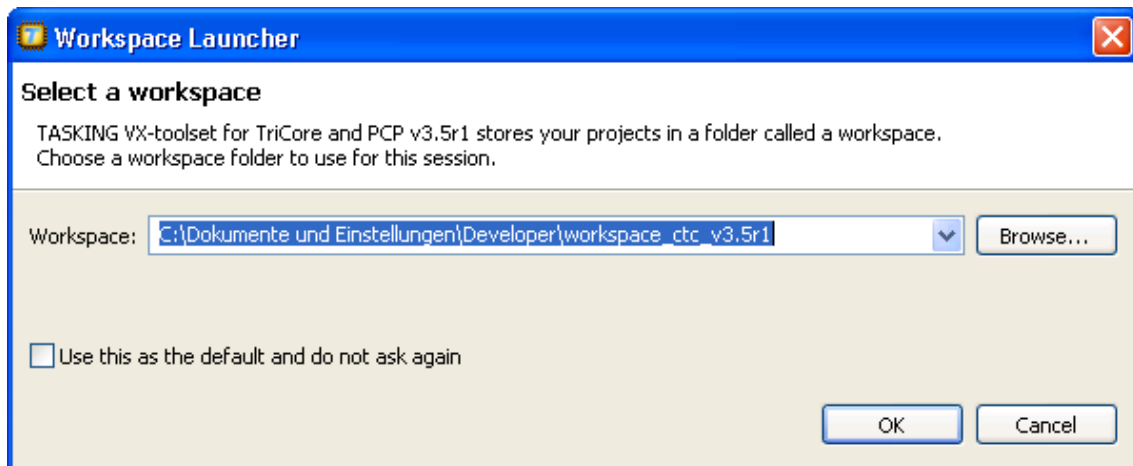 Workspace Launcher
Select a workspace
TASKING VX-toolset for TriCore and PCP v3.5r1 stores your projects in a folder called a workspace.
Choose a workspace folder to use for this session.
Workspace: C:\Dokumente und Einstellungen\Developer\workspace_ctc_v3.5r1 Browse...
Use this as the default and do not ask again
OK Cancel